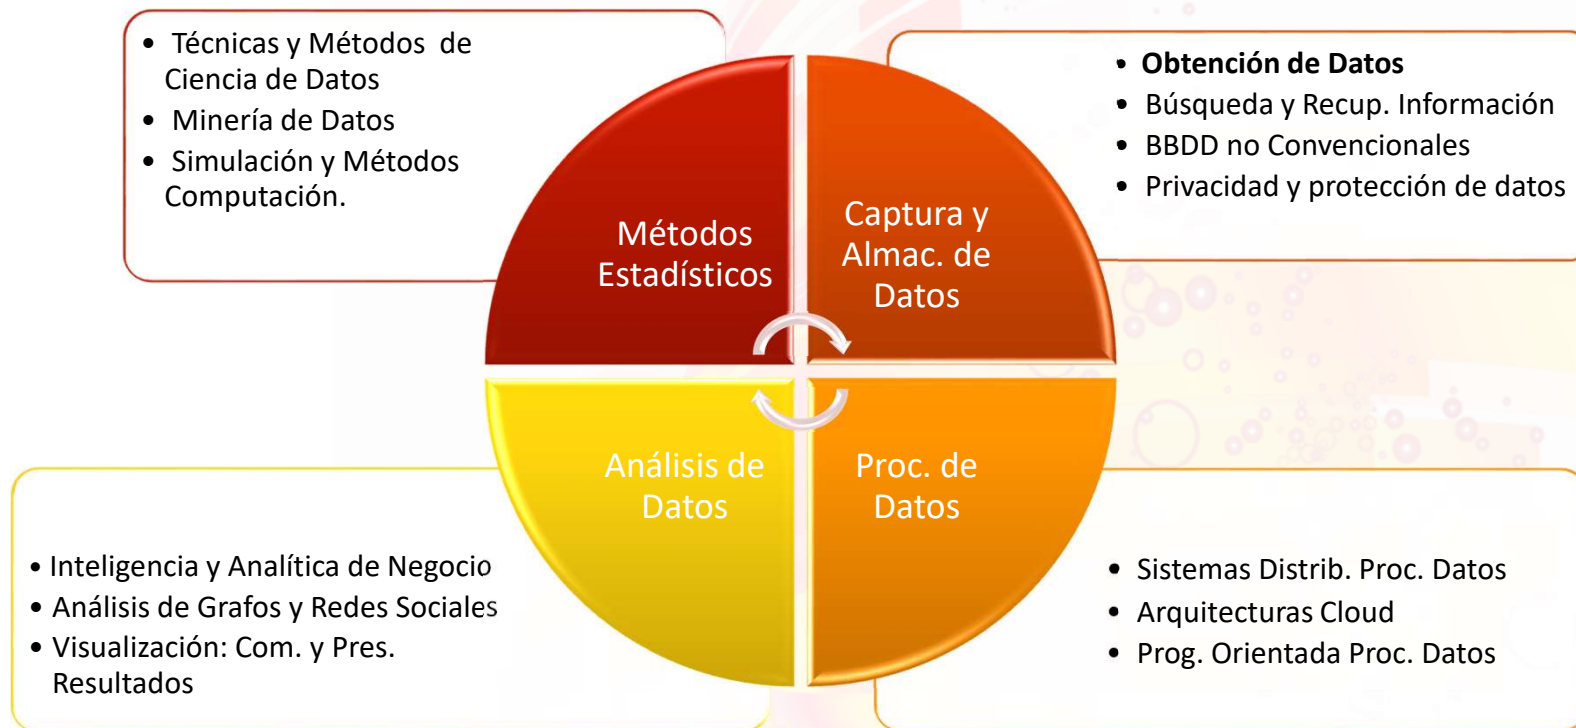 • Técnicas y Métodos de
Ciencia de Datos
• Minería de Datos
• Simulación y Métodos
Computación.
• Obtención de Datos
• Búsqueda y Recup. Información
• BBDD no Convencionales
• Privacidad y protección de datos
Métodos
Estadísticos
Captura y
Almac. de
Datos
Análisis de
Datos
Proc. de
Datos
• Inteligencia y Analítica de Negocio
• Análisis de Grafos y Redes Sociales
• Visualización: Com. y Pres.
Resultados
• Sistemas Distrib. Proc. Datos
• Arquitecturas Cloud
• Prog. Orientada Proc. Datos